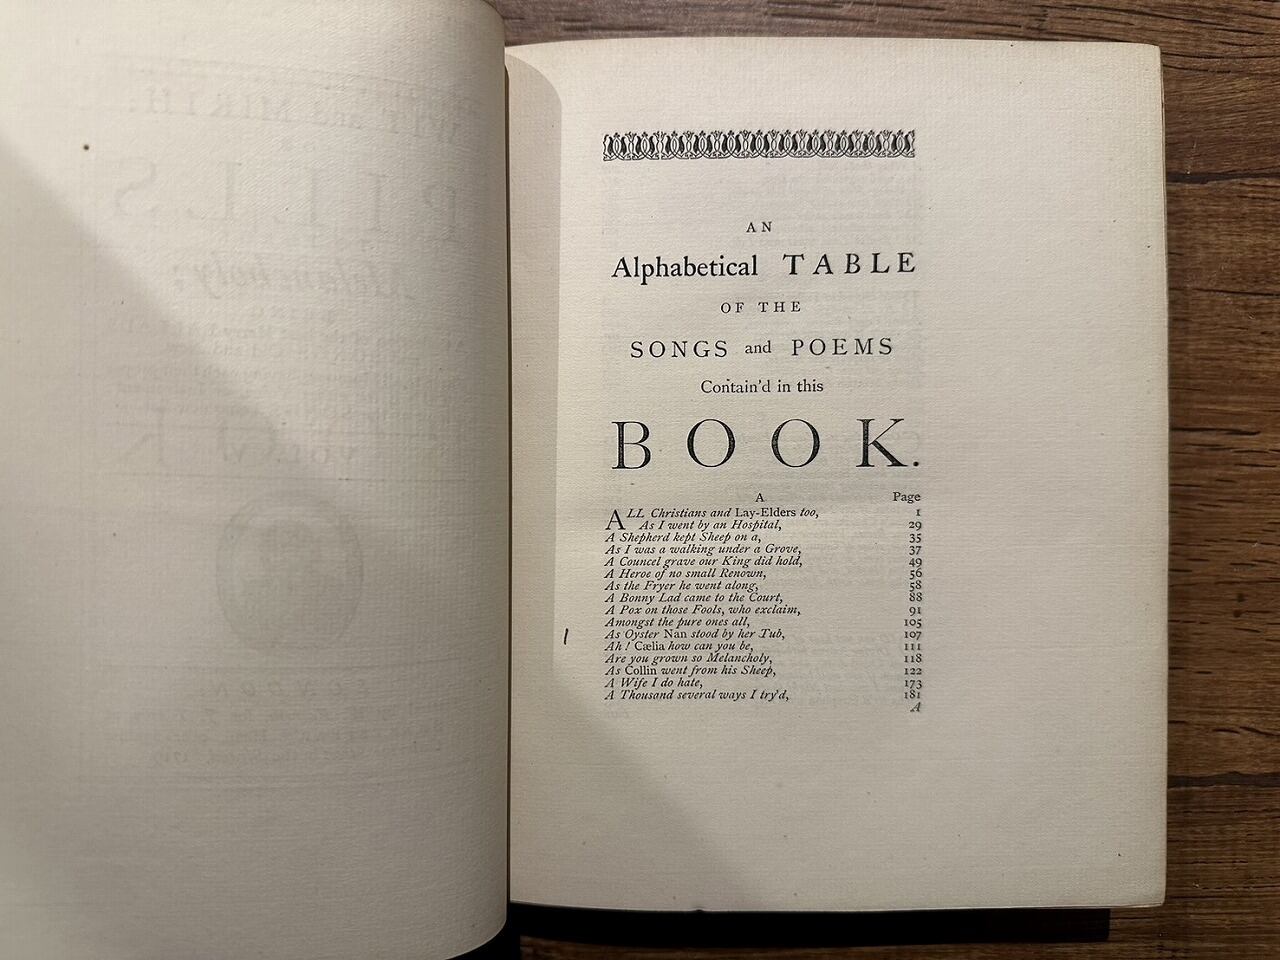 AN
Alphabetical TABLE
OF THE
SONGS and POEMS
Contain'd in this
BOOK.
A Page
ALL Christians and Lay-Elders too, 1
As I went by an Hospital, 29
A Shepherd kept Sheep on a, 35
As I was a walking under a Grove, 37
A Councel grave our King did hold, 49
A Heroe of no small Renown, 56
As the Fryer he went along, 58
A Bonny Lad came to the Court, 88
A Pox on those Fools, who exclaim, 91
Amongst the pure ones all, 105
As Oyster Nan stood by her Tub, 107
Ah! Cælia how can you be, 111
Are you grown so Melancholy, 118
As Collin went from his Sheep, 122
A Wife I do hate, 173
A Thousand several ways I try'd, 181
A